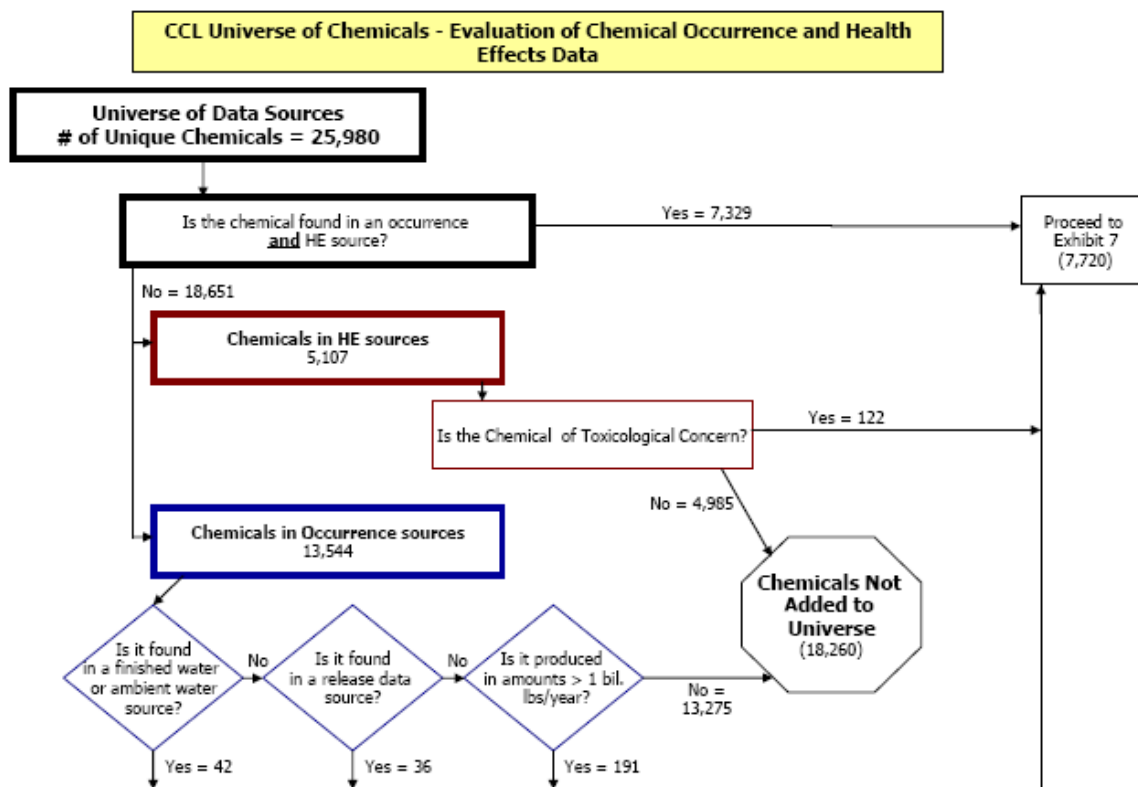 CCL Universe of Chemicals - Evaluation of Chemical Occurrence and Health
Effects Data
Universe of Data Sources
# of Unique Chemicals = 25,980
Is the chemical found in an occurrence
and HE source?
Yes = 7,329
Proceed to
Exhibit 7
(7,720)
No = 18,651
Chemicals in HE sources
5,107
Is the Chemical of Toxicological Concern?
Yes = 122
No = 4,985
Chemicals in Occurrence sources
13,544
Chemicals Not
Added to
Universe
(18,260)
Is it found
in a finished water
or ambient water
source?
No
Is it found
in a release data
source?
No
Is it produced
in amounts > 1 bil.
lbs/year?
No =
13,275
Yes = 42
Yes = 36
Yes = 191